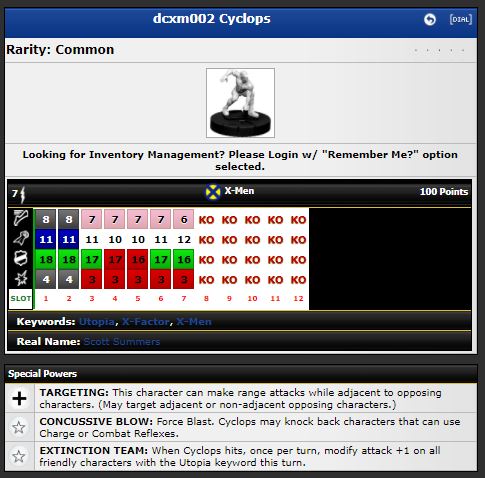 dcxm002 Cyclops [DIAL]
Rarity: Common
Looking for Inventory Management? Please Login w/ "Remember Me?" option
selected.
7 X-Men 100 Points
8 8 7 7 7 7 6 KO KO KO KO KO
11 11 11 10 10 11 12 KO KO KO KO KO
18 18 17 17 16 17 16 KO KO KO KO KO
4 4 3 3 3 3 3 KO KO KO KO KO
SLOT 1 2 3 4 5 6 7 8 9 10 11 12
Keywords: Utopia, X-Factor, X-Men
Real Name: Scott Summers
Special Powers
TARGETING: This character can make range attacks while adjacent to opposing
characters. (May target adjacent or non-adjacent opposing characters.)
CONCUSSIVE BLOW: Force Blast. Cyclops may knock back characters that can use
Charge or Combat Reflexes.
EXTINCTION TEAM: When Cyclops hits, once per turn, modify attack +1 on all
friendly characters with the Utopia keyword this turn.